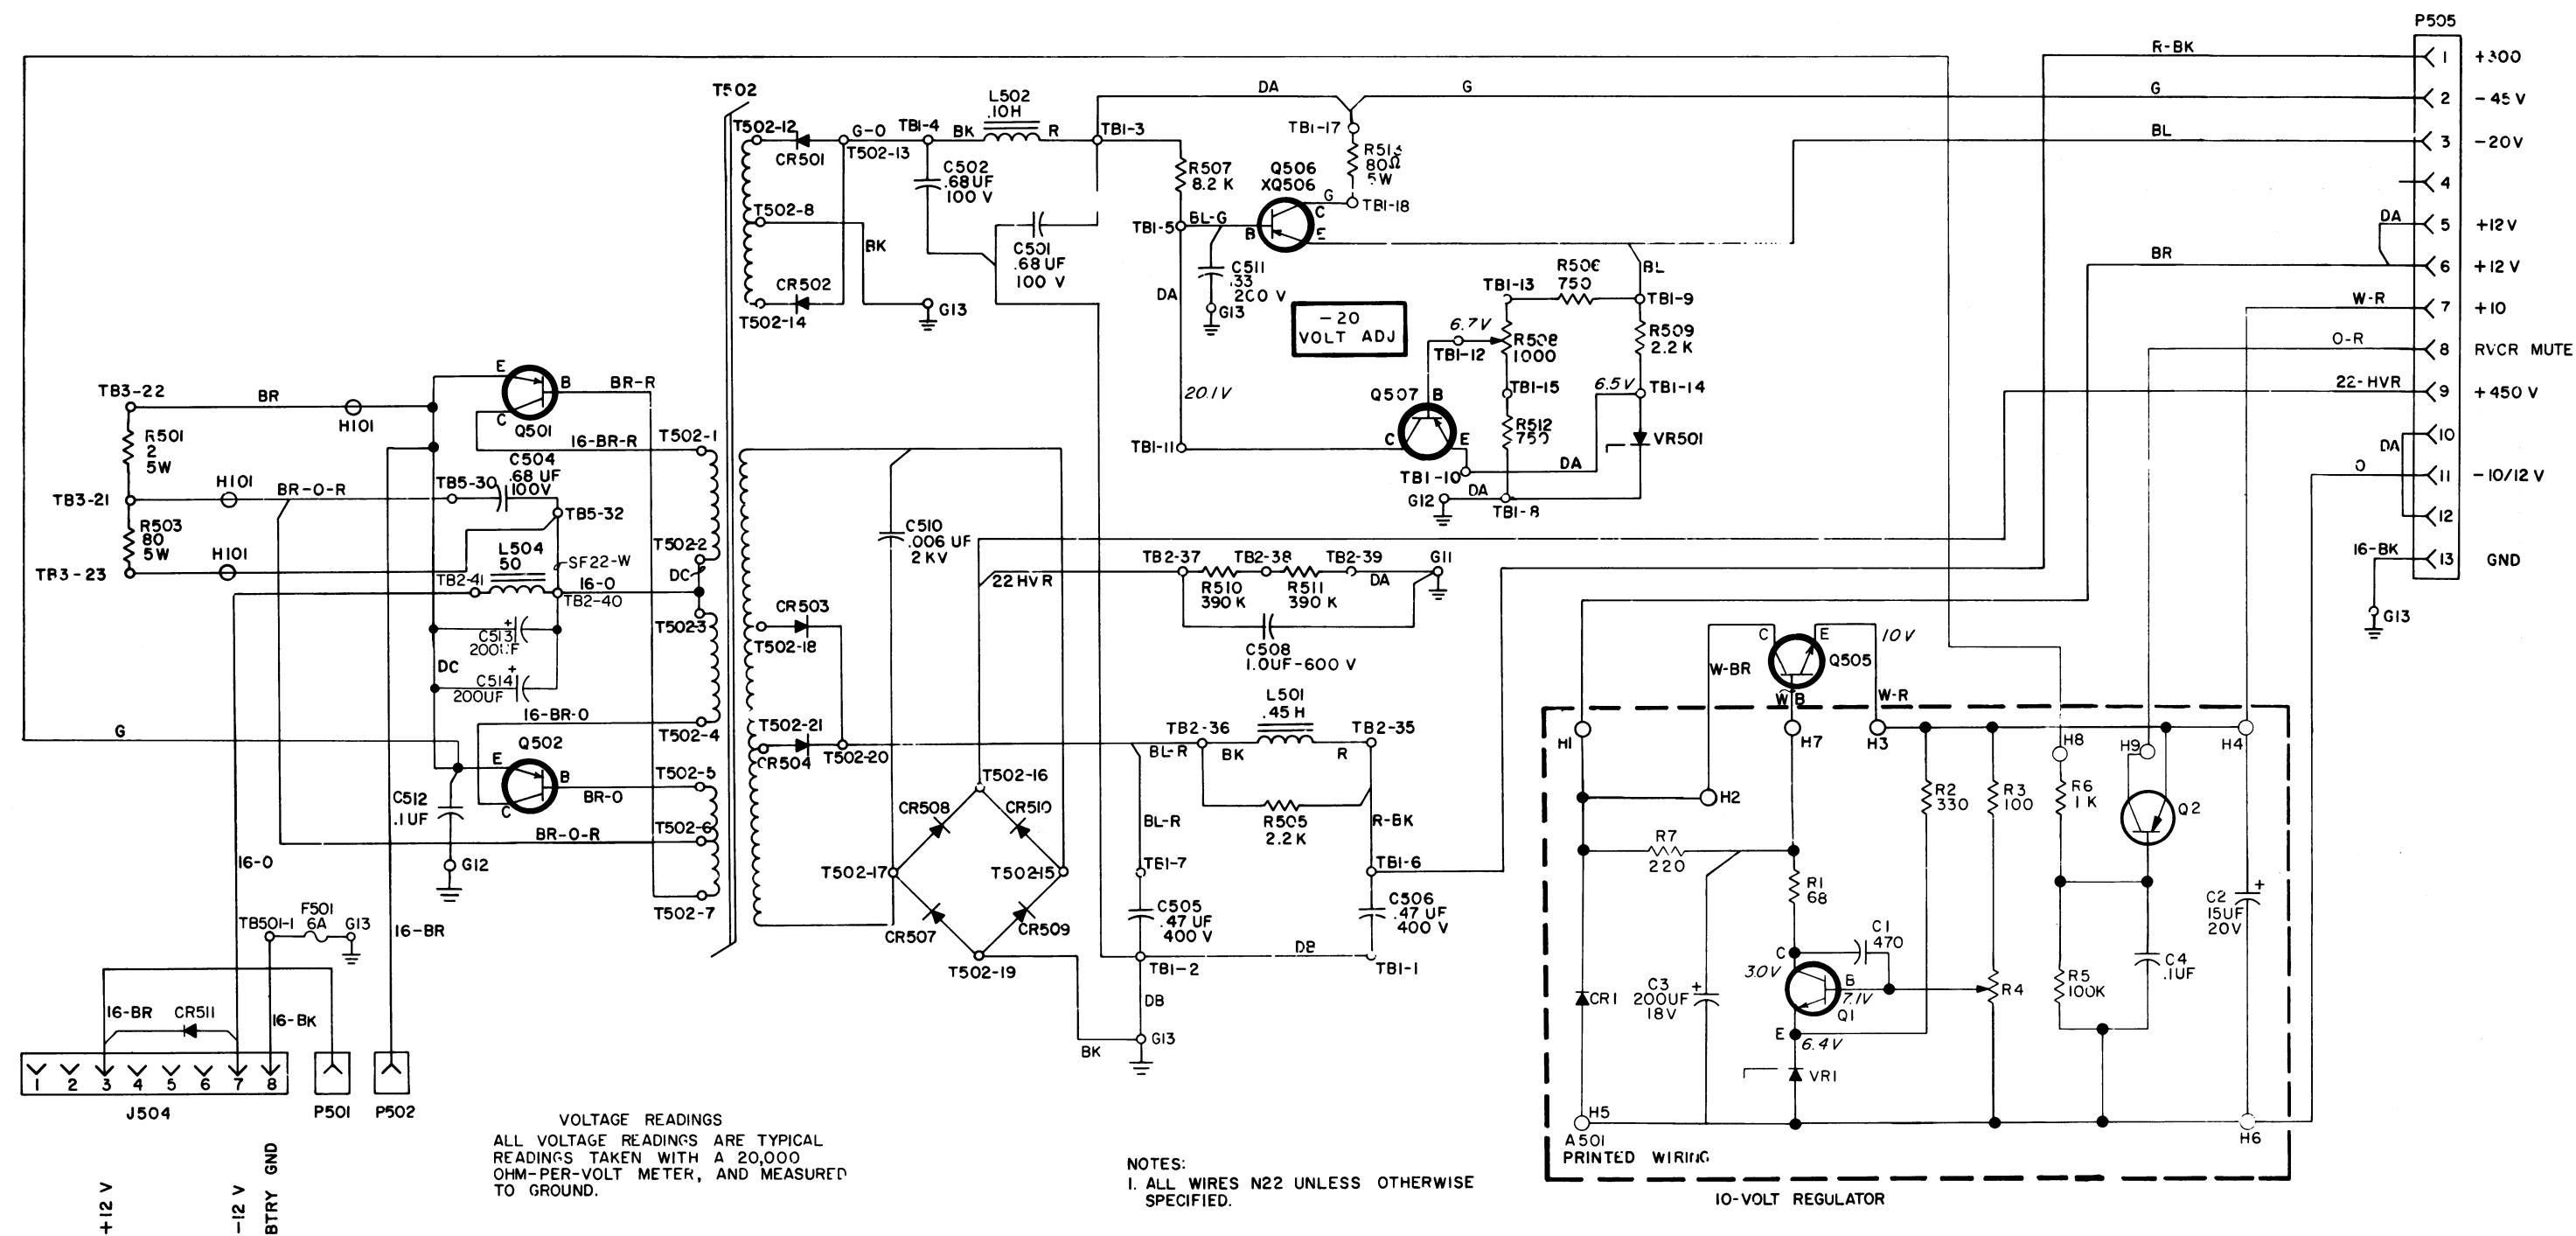 P505
R-BK
1
+300
G
G
2
- 45 V
BL
3
-20V
4
DA
5
+12 V
BR
6
+12 V
W-R
7
+10
O-R
8
RVCR MUTE
22-HVR
9
+450 V
10
DA
O
11
-10/12 V
12
16-BK
13
GND
G13
T502
T502-12
CR501
G-O
T502-13
TB1-4
BK
L502
.10H
R
TB1-3
DA
T502-8
BK
CR502
T502-14
G13
C502
.68UF
100 V
C501
.68 UF
100 V
R507
8.2 K
TB1-5
BL-G
Q506
XQ506
B
C
E
G
TB1-17
R513
80Ω
5W
TB1-18
C511
.33
200 V
G13
DA
-20
VOLT ADJ
20.1V
TB1-11
TB1-13
R506
750
BL
TB1-9
6.7V
TB1-12
R508
1000
R509
2.2 K
TB1-15
6.5V
TB1-14
Q507
B
C
E
R512
750
VR501
TB1-10
DA
G12
DA
TB1-8
TB3-22
BR
H101
R501
2
5W
TB3-21
H101
BR-O-R
R503
80
5W
TB3-23
H101
E
B
C
Q501
BR-R
16-BR-R
T502-1
C504
.68 UF
100V
TB5-30
TB5-32
L504
50
SF22-W
TB2-41
16-O
TB2-40
T502-2
DC
T502-3
+
C513
200UF
DC
+
C514
200UF
16-BR-O
T502-4
G
Q502
E
B
C
BR-O
T502-5
C512
.1UF
BR-O-R
T502-6
G12
T502-7
16-O
16-BR
F501
6A
TB501-1
G13
16-BR
CR511
16-BK
1
2
3
4
5
6
7
8
J504
P501
P502
+12 V
-12 V
BTRY GND
C510
.006 UF
2 KV
CR503
T502-18
T502-21
CR504
T502-20
22 HVR
TB2-37
TB2-38
TB2-39
G11
R510
390 K
R511
390 K
DA
C508
1.0UF-600 V
L501
.45 H
TB2-36
TB2-35
BL-R
BK
R
R505
2.2 K
T502-16
CR508
CR510
T502-17
T502-15
CR507
CR509
T502-19
BL-R
TB1-7
C505
.47 UF
400 V
R-BK
TB1-6
C506
.47 UF
400 V
DB
TB1-2
TB1-1
DB
G13
BK
C
E
10V
Q505
W-BR
W
B
W-R
H1
H7
H3
H8
H9
H4
H2
R2
330
R3
100
R6
1 K
Q2
R7
220
R1
68
C1
470
C
3.0V
B
7.1V
Q1
E
6.4V
R4
C3
200UF
18V
+
CR1
VR1
R5
100K
C4
.1UF
C2
15UF
20V
+
H5
H6
A501
PRINTED WIRING
10-VOLT REGULATOR
VOLTAGE READINGS
ALL VOLTAGE READINGS ARE TYPICAL
READINGS TAKEN WITH A 20,000
OHM-PER-VOLT METER, AND MEASURED
TO GROUND.
NOTES:
1. ALL WIRES N22 UNLESS OTHERWISE
SPECIFIED.